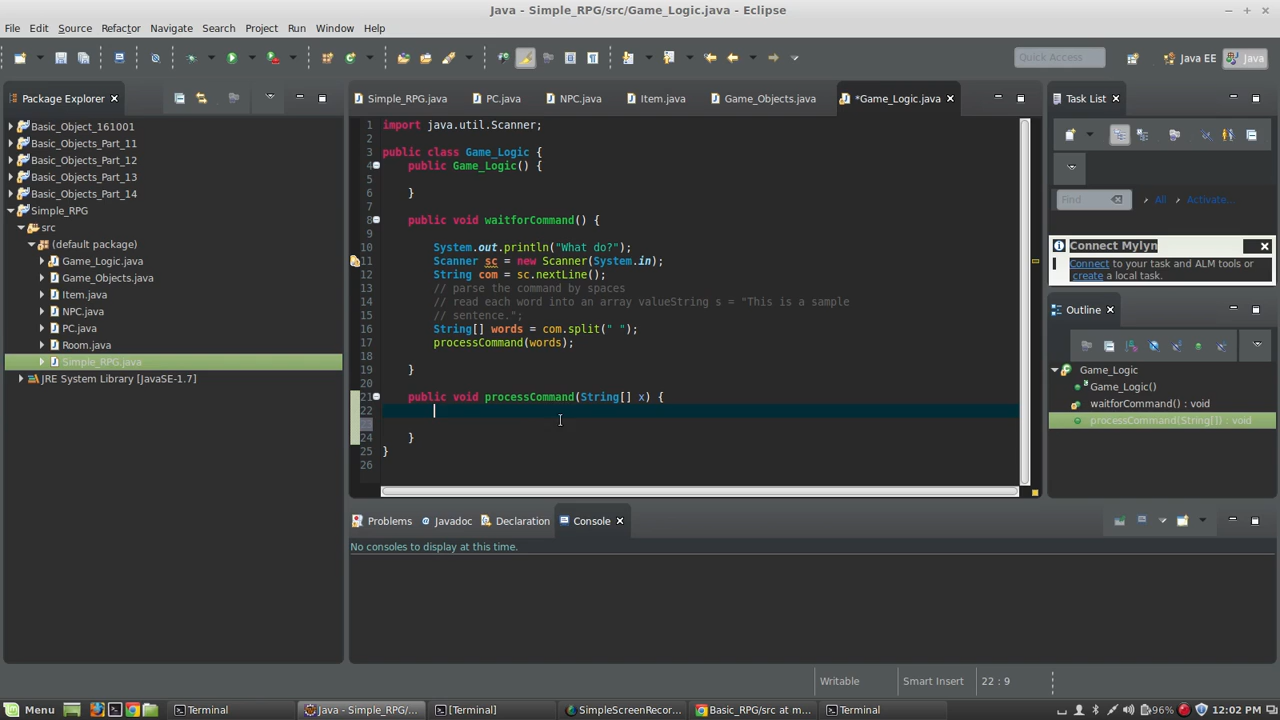 Java - Simple_RPG/src/Game_Logic.java - Eclipse
File Edit Source Refactor Navigate Search Project Run Window Help
Quick Access
Java EE
Java
Package Explorer
Simple_RPG.java
PC.java
NPC.java
Item.java
Game_Objects.java
*Game_Logic.java
Task List
Basic_Object_161001
Basic_Objects_Part_11
Basic_Objects_Part_12
Basic_Objects_Part_13
Basic_Objects_Part_14
Simple_RPG
src
(default package)
Game_Logic.java
Game_Objects.java
Item.java
NPC.java
PC.java
Room.java
Simple_RPG.java
JRE System Library [JavaSE-1.7]
1 import java.util.Scanner;
2
3 public class Game_Logic {
4 public Game_Logic() {
5
6 }
7
8 public void waitforCommand() {
9
10 System.out.println("What do?");
11 Scanner sc = new Scanner(System.in);
12 String com = sc.nextLine();
13 // parse the command by spaces
14 // read each word into an array valueString s = "This is a sample
15 // sentence.";
16 String[] words = com.split(" ");
17 processCommand(words);
18
19 }
20
21 public void processCommand(String[] x) {
22
23
24 }
25 }
26
Find
All
Activate...
Connect Mylyn
Connect to your task and ALM tools or
create a local task.
Outline
Game_Logic
Game_Logic()
waitforCommand() : void
processCommand(String[]) : void
Problems
Javadoc
Declaration
Console
No consoles to display at this time.
Writable
Smart Insert
22 : 9
Menu
Terminal
Java - Simple_RPG/...
[Terminal]
SimpleScreenRecor...
Basic_RPG/src at m...
Terminal
96%
12:02 PM